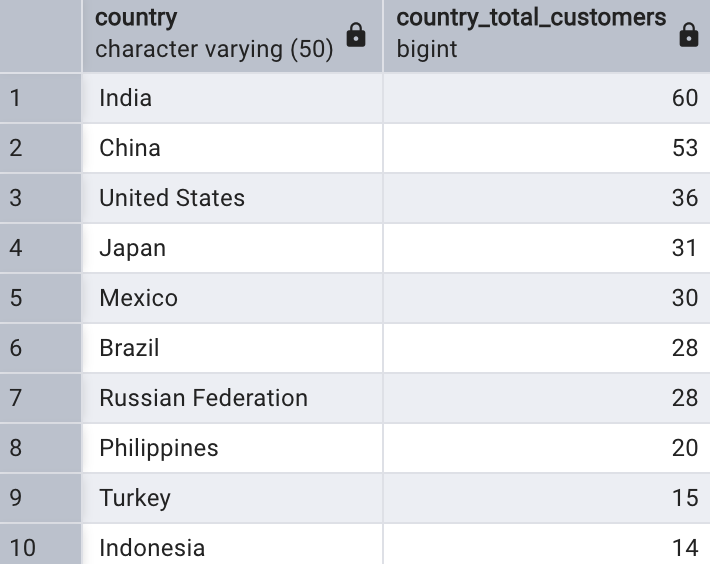 country country_total_customers
character varying (50) bigint
1 India 60
2 China 53
3 United States 36
4 Japan 31
5 Mexico 30
6 Brazil 28
7 Russian Federation 28
8 Philippines 20
9 Turkey 15
10 Indonesia 14